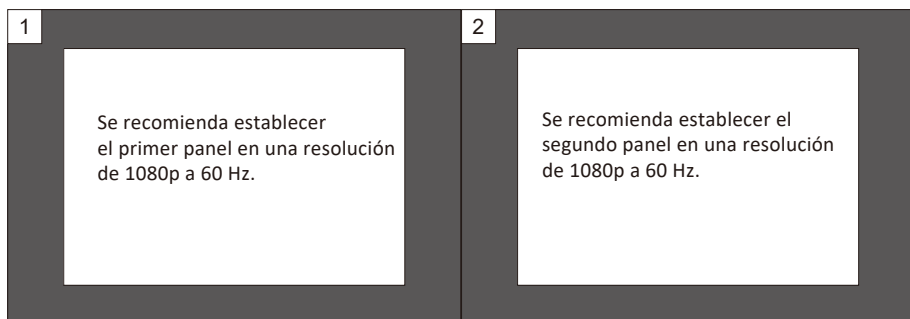 1
Se recomienda establecer
el primer panel en una resolución
de 1080p a 60 Hz.
2
Se recomienda establecer el
segundo panel en una resolución
de 1080p a 60 Hz.